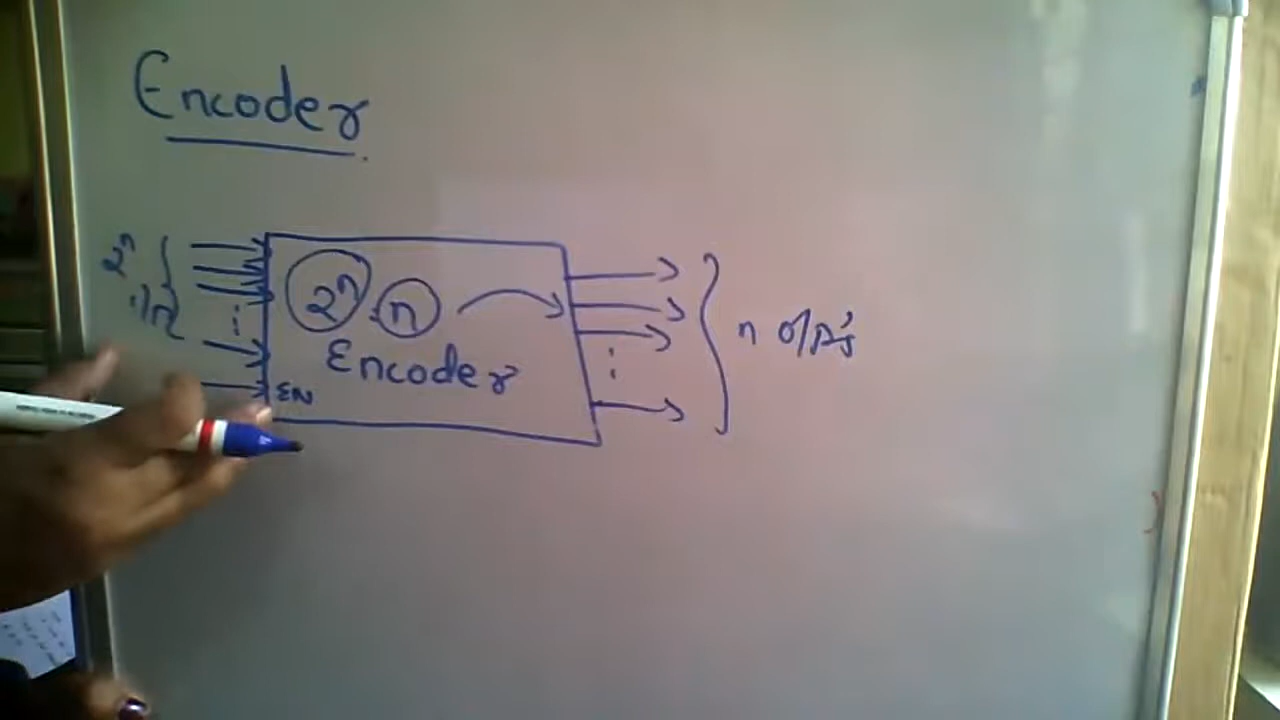 Encoder
2ⁿ
i/p
2ⁿ n
Encoder
EN
n o/p's